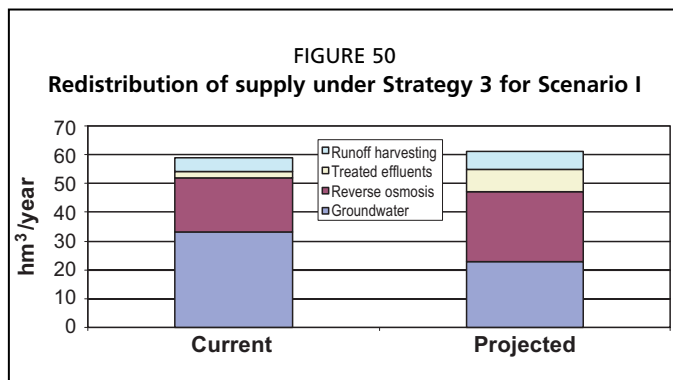 FIGURE 50
Redistribution of supply under Strategy 3 for Scenario I
hm³/year
70
60
50
40
30
20
10
0
Runoff harvesting
Treated effluents
Reverse osmosis
Groundwater
Current Projected